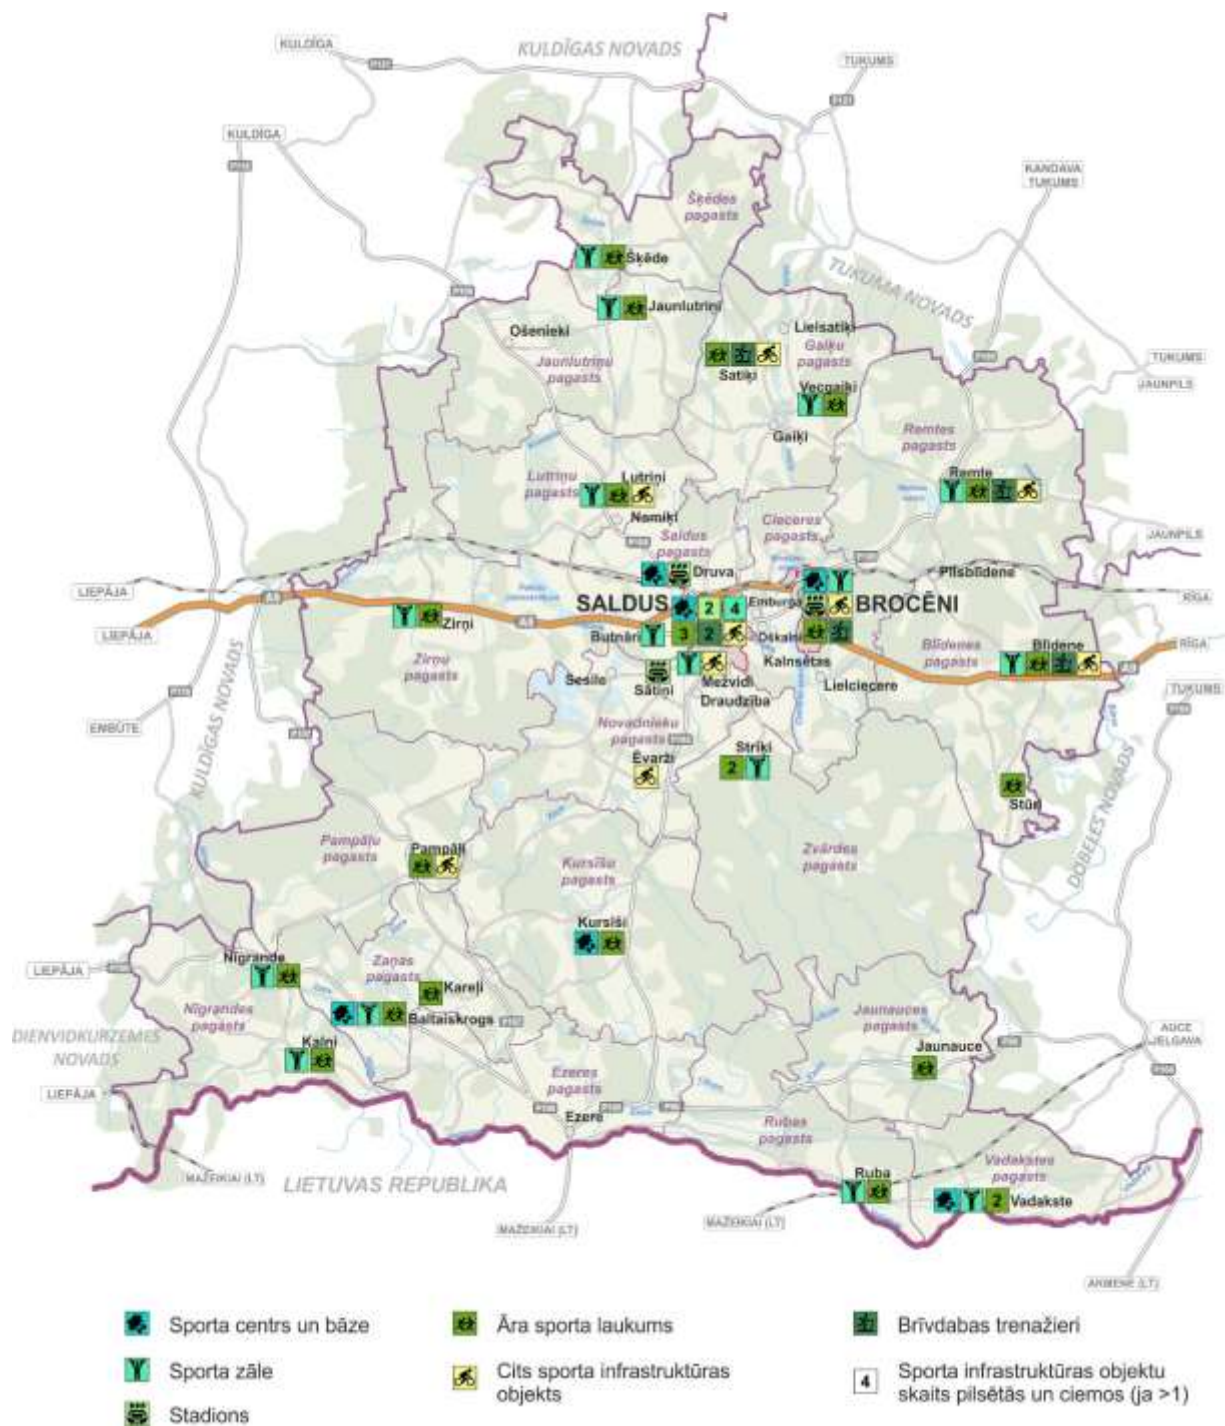 KULDĪGAS NOVADS
KULDĪGA
TUKUMS
KULDĪGA
KANDAVA
TUKUMS
Šķēdes
pagasts
Šķēde
TUKUMA NOVADS
Jaunlutriņi
Ošenieki
Lielsatiķi
Gaiķu
pagasts
Jaunlutriņu
pagasts
Satiķi
TUKUMS
JAUNPILS
Vecgaiķi
Gaiķi
Remtes
pagasts
Lutriņu
pagasts
Lutriņi
Remte
Namiķi
Saldus
pagasts
Cieceres
pagasts
JAUNPILS
Druva
Pilsblīdene
LIEPĀJA
SALDUS
2
4
Emburga
BROCĒNI
RĪGA
LIEPĀJA
Zirņi
Butnāri
3
2
Oškalni
Blīdenes
pagasts
Blīdene
RĪGA
Zirņu
pagasts
Kalnsētas
Sesile
Sātiņi
Mežvidi
Draudzība
Lielciecere
TUKUMS
EMBŪTE
KULDĪGAS NOVADS
Novadnieku
pagasts
Ēvarži
Striķi
2
Stūri
DOBELES NOVADS
Pampāļu
pagasts
Pampāļi
Kursīšu
pagasts
Zvārdes
pagasts
Kursīši
LIEPĀJA
Nīgrande
Zaņas
pagasts
Kareļi
Nīgrandes
pagasts
Baltaiskrogs
Jaunauces
pagasts
DIENVIDKURZEMES
NOVADS
Kalni
Jaunauce
AUCE
JELGAVA
LIEPĀJA
Ezeres
pagasts
Ezere
Rubas
pagasts
Vadakstes
pagasts
MAŽEIKIAI (LT)
LIETUVAS REPUBLIKA
Ruba
2
Vadakste
MAŽEIKIAI (LT)
MAŽEIKIAI (LT)
AKMENE (LT)
Sporta centrs un bāze
Āra sporta laukums
Brīvdabas trenažieri
Sporta zāle
Cits sporta infrastruktūras
objekts
4
Sporta infrastruktūras objektu
skaits pilsētās un ciemos (ja >1)
Stadions